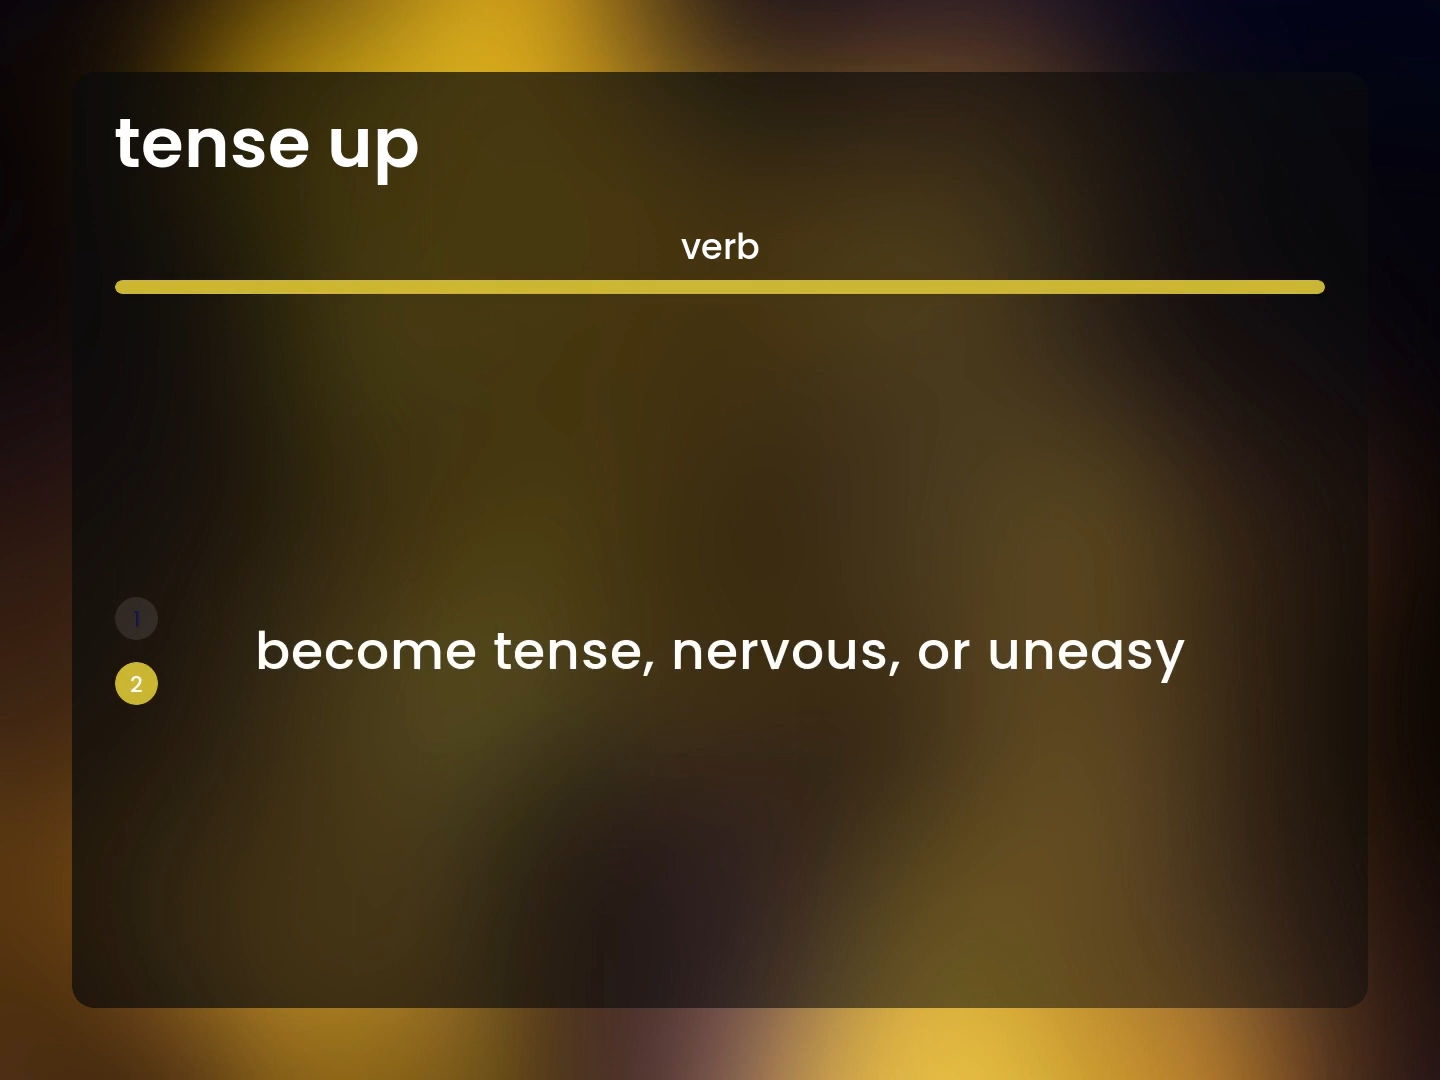 tense up
verb
1
2
become tense, nervous, or uneasy